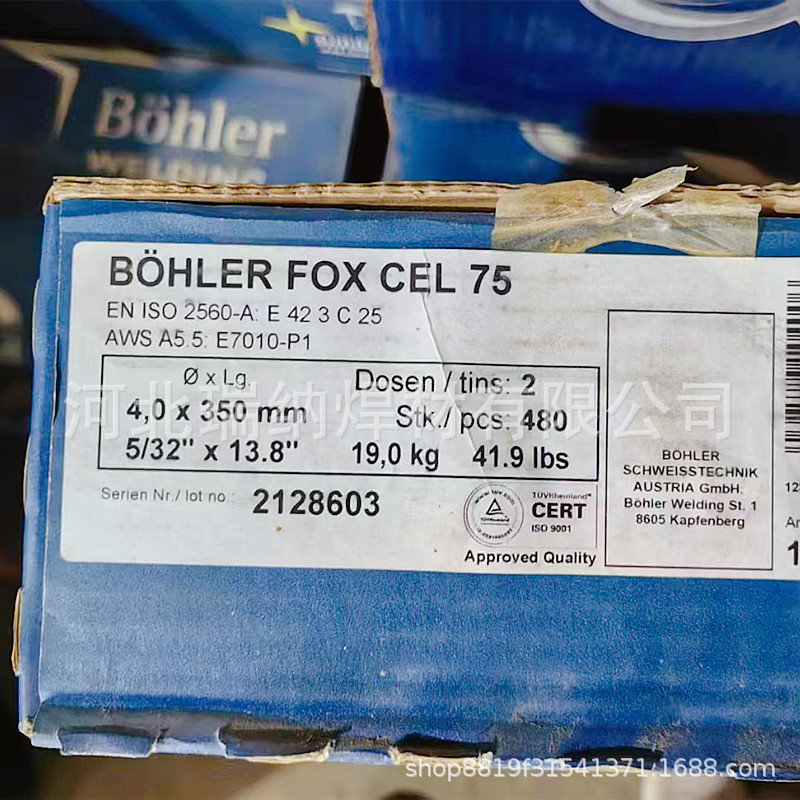 Böhler
WELDING
BÖHLER FOX CEL 75
EN ISO 2560-A: E 42 3 C 25
AWS A5.5: E7010-P1
Ø x Lg.
4,0 x 350 mm
5/32" x 13.8"
Dosen / tins: 2
Stk./ pcs: 480
19,0 kg 41.9 lbs
河北瑞纳焊材有限公司
Serien Nr./ lot no : 2128603
TÜVRheinland
CERT
ISO 9001
Approved Quality
BÖHLER
SCHWEISSTECHNIK
AUSTRIA GmbH.
Böhler Welding St. 1
8605 Kapfenberg
shop8819f31541371.1688.com